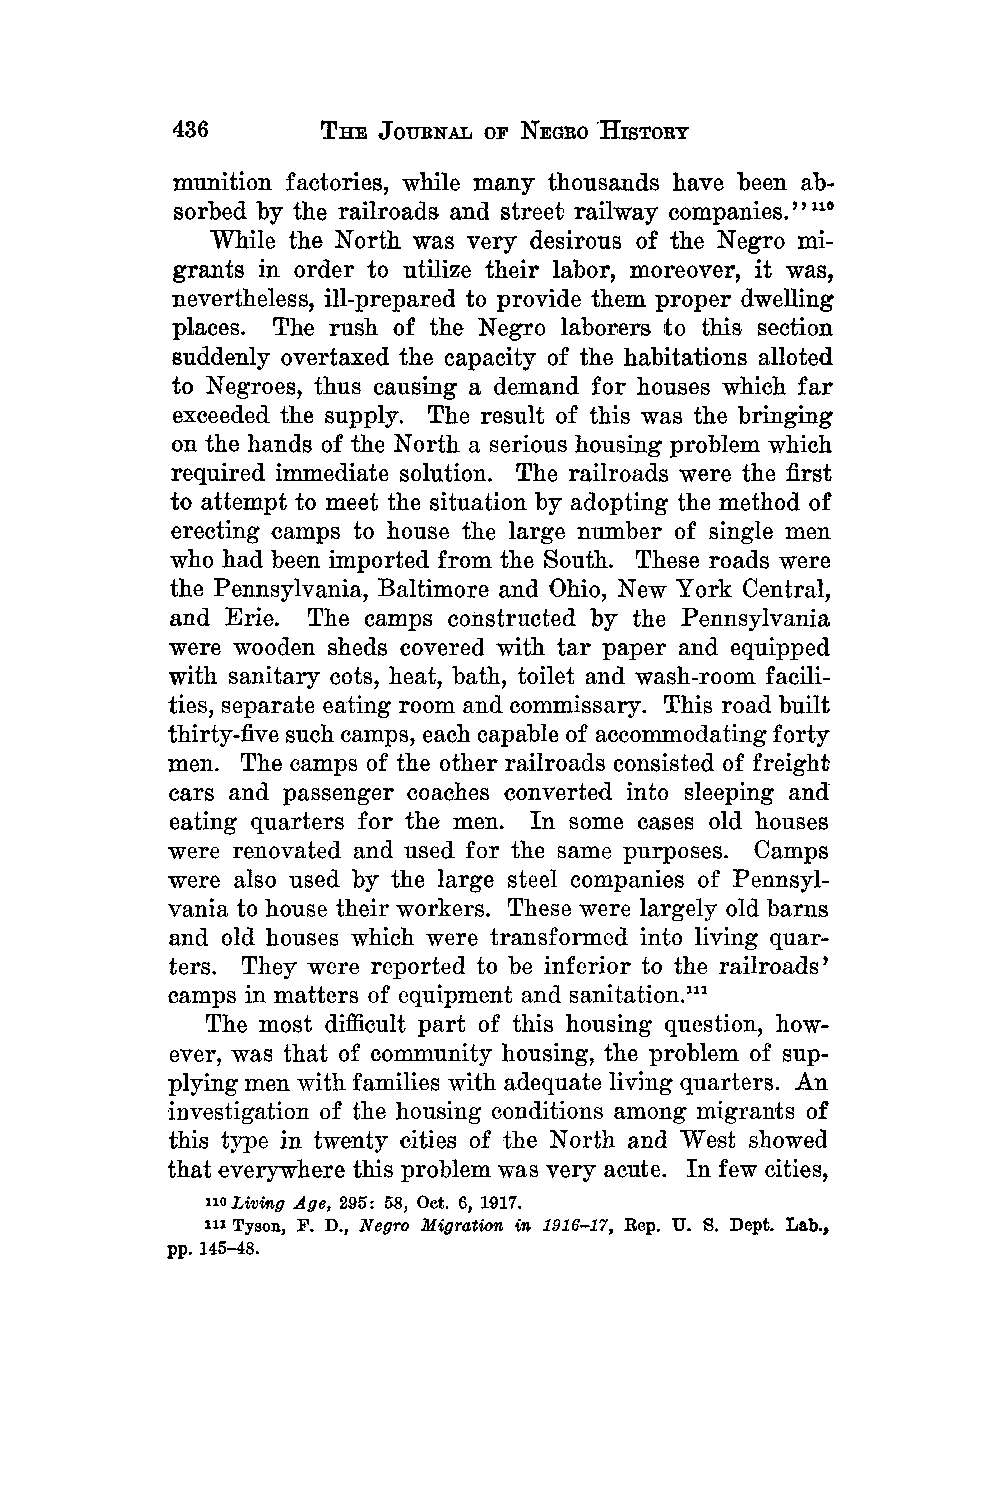 436 The Journal of Negro History
munition factories, while many thousands have been ab-
sorbed by the railroads and street railway companies.''110
While the North was very desirous of the Negro mi-
grants in order to utilize their labor, moreover, it was,
nevertheless, ill-prepared to provide them proper dwelling
places. The rush of the Negro laborers to this section
suddenly overtaxed the capacity of the habitations alloted
to Negroes, thus causing a demand for houses which far
exceeded the supply. The result of this was the bringing
on the hands of the North a serious housing problem which
required immediate solution. The railroads were the first
to attempt to meet the situation by adopting the method of
erecting camps to house the large number of single men
who had been imported from the South. These roads were
the Pennsylvania, Baltimore and Ohio, New York Central,
and Erie. The camps constructed by the Pennsylvania
were wooden sheds covered with tar paper and equipped
with sanitary cots, heat, bath, toilet and wash-room facili-
ties, separate eating room and commissary. This road built
thirty-five such camps, each capable of accommodating forty
men. The camps of the other railroads consisted of freight
cars and passenger coaches converted into sleeping and
eating quarters for the men. In some cases old houses
were renovated and used for the same purposes. Camps
were also used by the large steel companies of Pennsyl-
vania to house their workers. These were largely old barns
and old houses which were transformed into living quar-
ters. They were reported to be inferior to the railroads'
camps in matters of equipment and sanitation.111
The most difficult part of this housing question, how-
ever, was that of community housing, the problem of sup-
plying men with families with adequate living quarters. An
investigation of the housing conditions among migrants of
this type in twenty cities of the North and West showed
that everywhere this problem was very acute. In few cities,
110 Living Age, 295: 58, Oct. 6, 1917.
111 Tyson, F. D., Negro Migration in 1916–17, Rep. U. S. Dept. Lab.,
pp. 145–48.